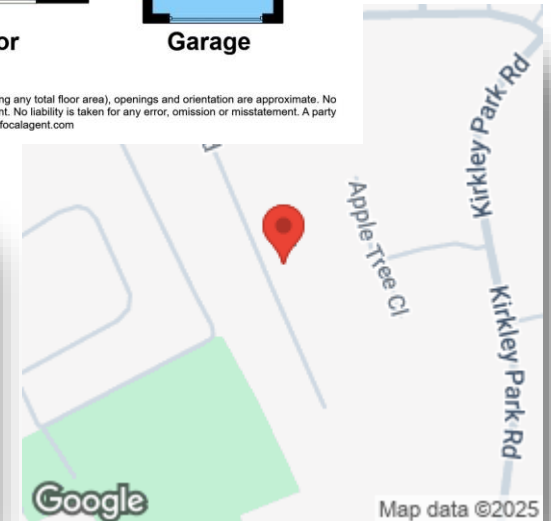 or
Garage
ng any total floor area), openings and orientation are approximate. No
nt. No liability is taken for any error, omission or misstatement. A party
focalagent.com
Kirkley Park Rd
Apple Tree Cl
Kirkley Park Rd
Google
Map data ©2025